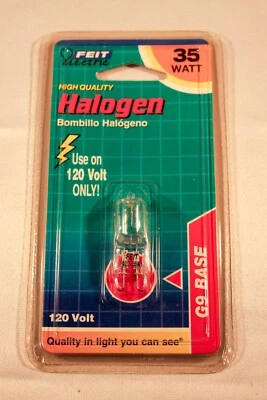 FEIT
electric
35
WATT
HIGH QUALITY
Halogen
Bombillo Halógeno
Use on
120 Volt
ONLY!
G9 BASE
120 Volt
Quality in light you can see®